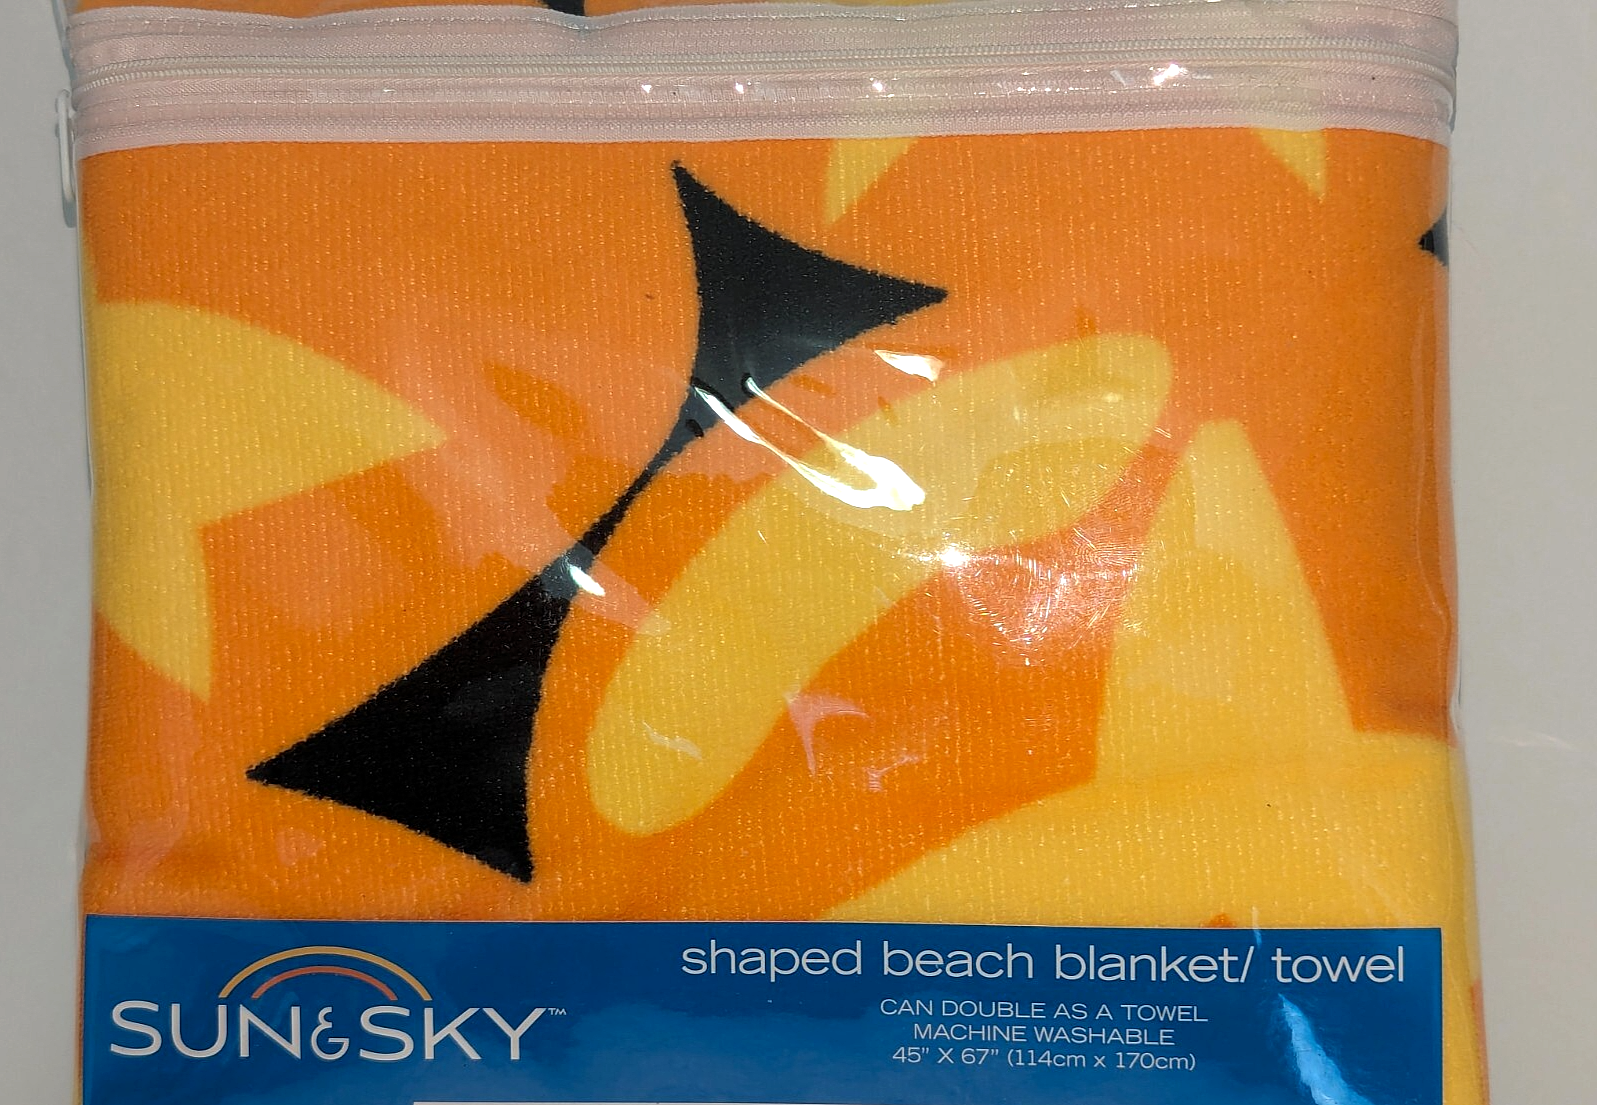 SUN&SKY™
shaped beach blanket/ towel
CAN DOUBLE AS A TOWEL
MACHINE WASHABLE
45" X 67" (114cm x 170cm)